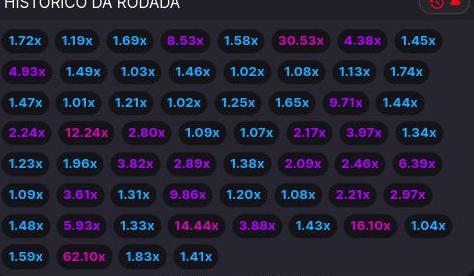 HISTÓRICO DA RODADA
1.72x 1.19x 1.69x 8.53x 1.58x 30.53x 4.38x 1.45x
4.93x 1.49x 1.03x 1.46x 1.02x 1.08x 1.13x 1.74x
1.47x 1.01x 1.21x 1.02x 1.25x 1.65x 9.71x 1.44x
2.24x 12.24x 2.80x 1.09x 1.07x 2.17x 3.97x 1.34x
1.23x 1.96x 3.82x 2.89x 1.38x 2.09x 2.46x 6.39x
1.09x 3.61x 1.31x 9.86x 1.20x 1.08x 2.21x 2.97x
1.48x 5.93x 1.33x 14.44x 3.88x 1.43x 16.10x 1.04x
1.59x 62.10x 1.83x 1.41x